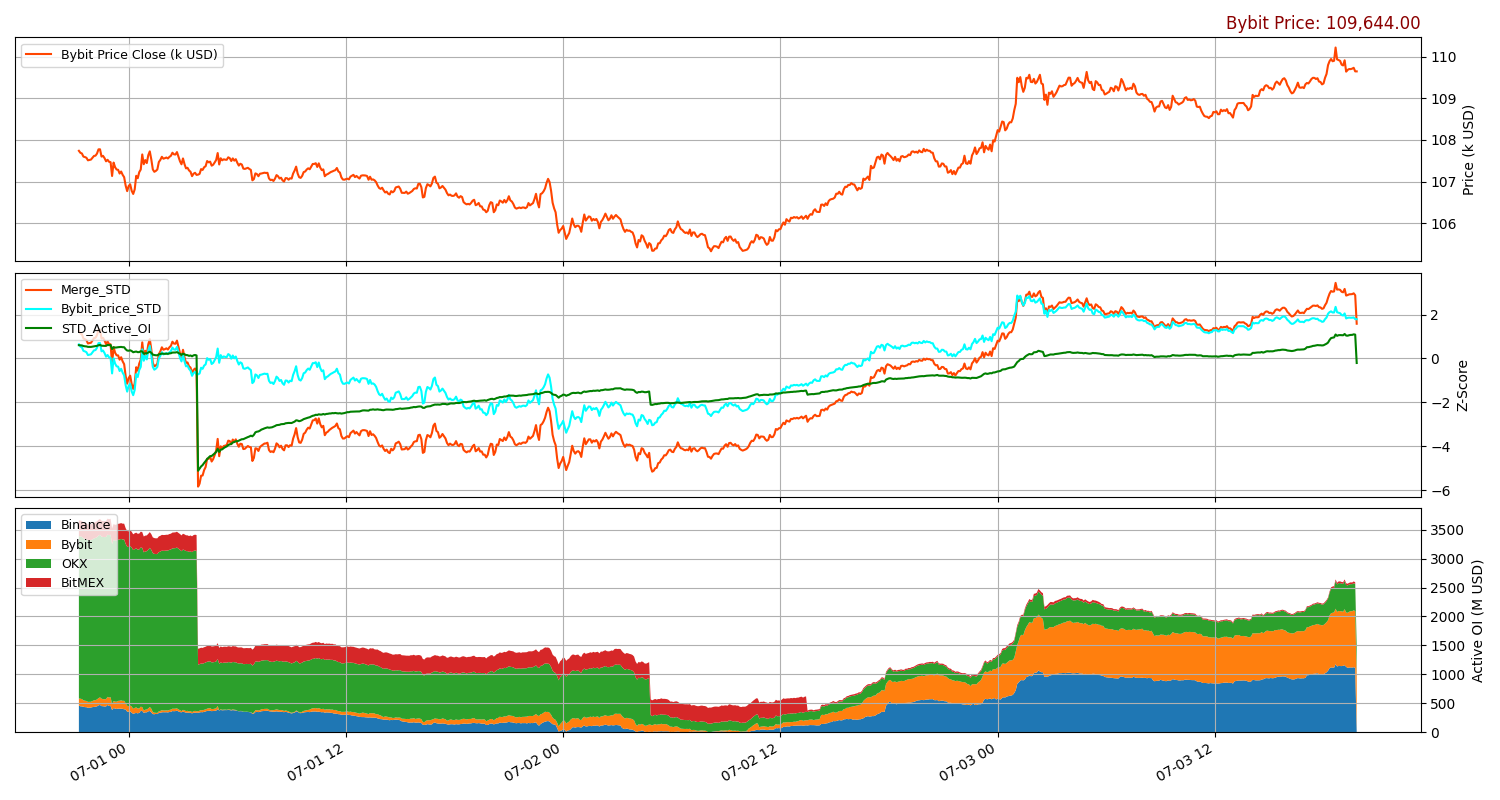 Bybit Price: 109,644.00
Bybit Price Close (k USD)
110
109
108
107
106
Price (k USD)
Merge_STD
Bybit_price_STD
STD_Active_OI
2
0
−2
−4
−6
Z-Score
Binance
Bybit
OKX
BitMEX
3500
3000
2500
2000
1500
1000
500
0
Active OI (M USD)
07-01 00
07-01 12
07-02 00
07-02 12
07-03 00
07-03 12